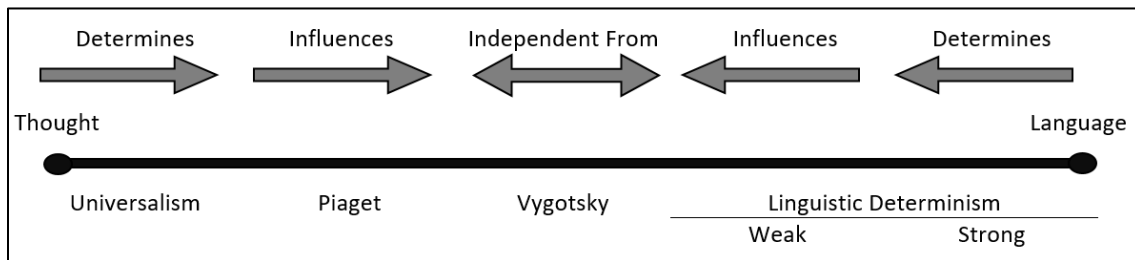 Determines Influences Independent From Influences Determines
Thought Language
Universalism Piaget Vygotsky Linguistic Determinism
Weak Strong